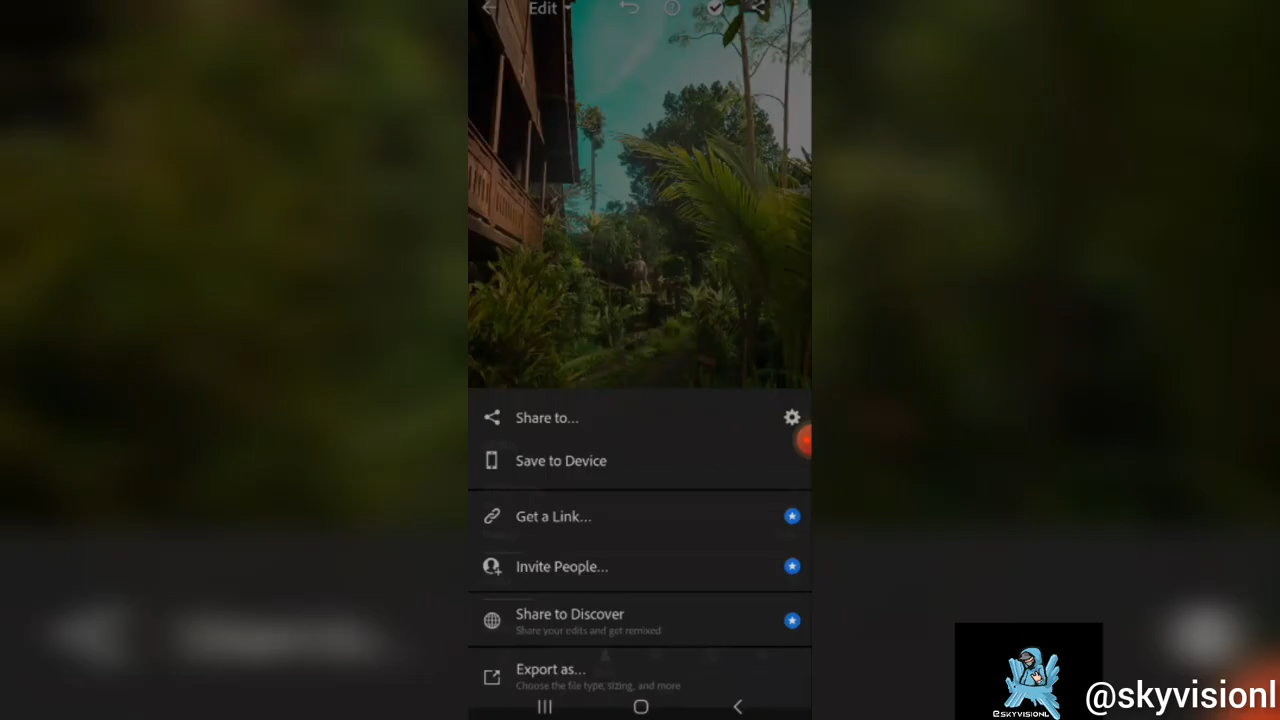 Edit
Share to...
Save to Device
Get a Link...
Invite People...
Share to Discover
Share your edits and get remixed
Export as...
Choose the file type, sizing, and more
@SKYVISIONL
@skyvisionl